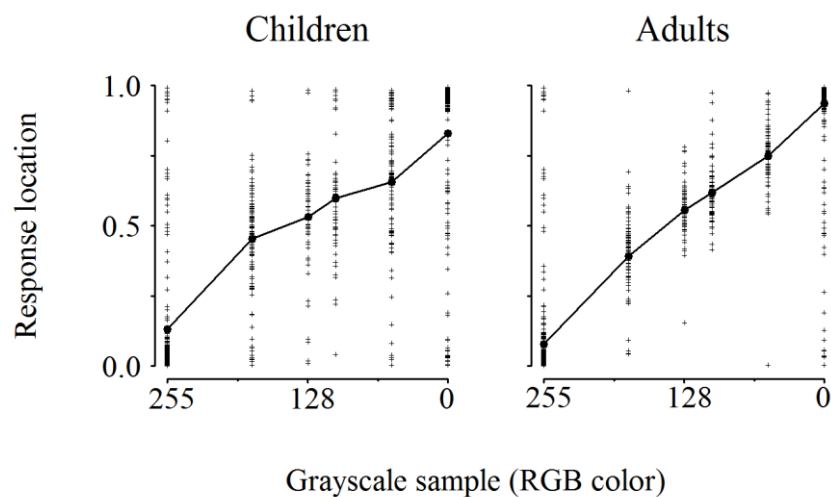 Children
Adults
Response location
1.0
0.5
0.0
255
128
0
255
128
0
Grayscale sample (RGB color)